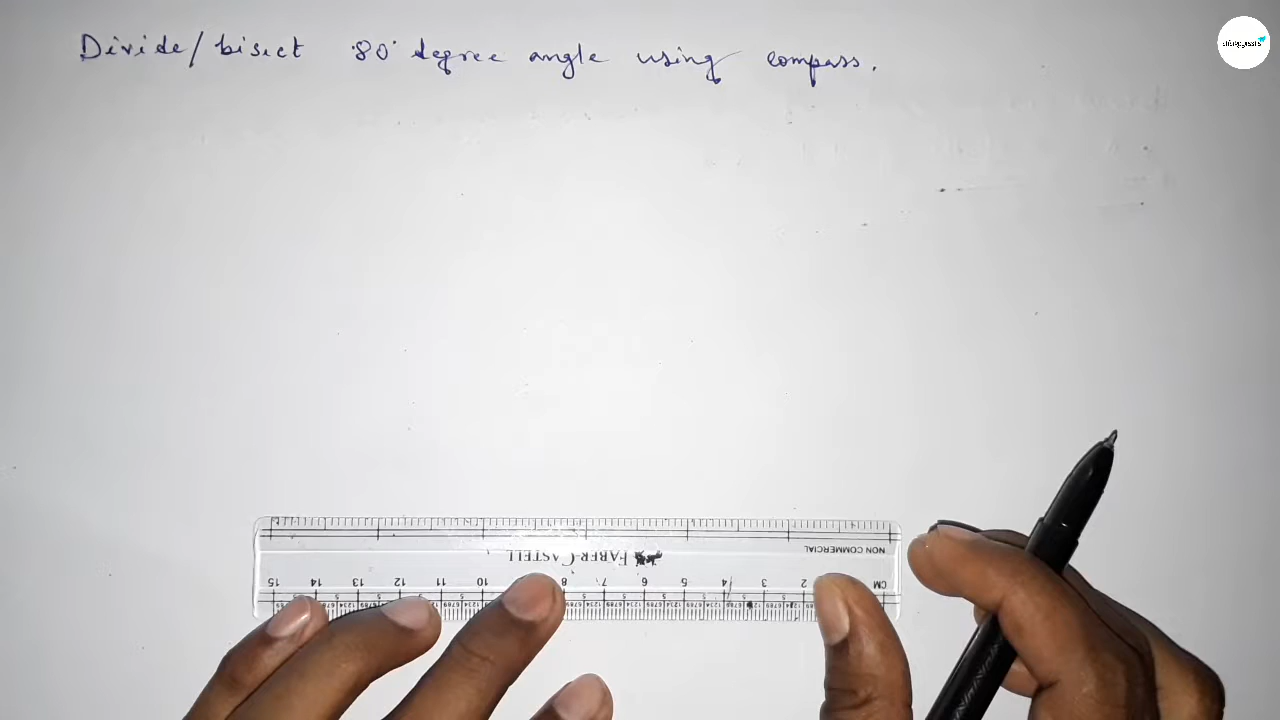 Divide/bisect 80° degree angle using compass.
NON COMMERCIAL
FABER-CASTELL
15 14 13 12 11 10 8 7 6 5 4 3 2 CM